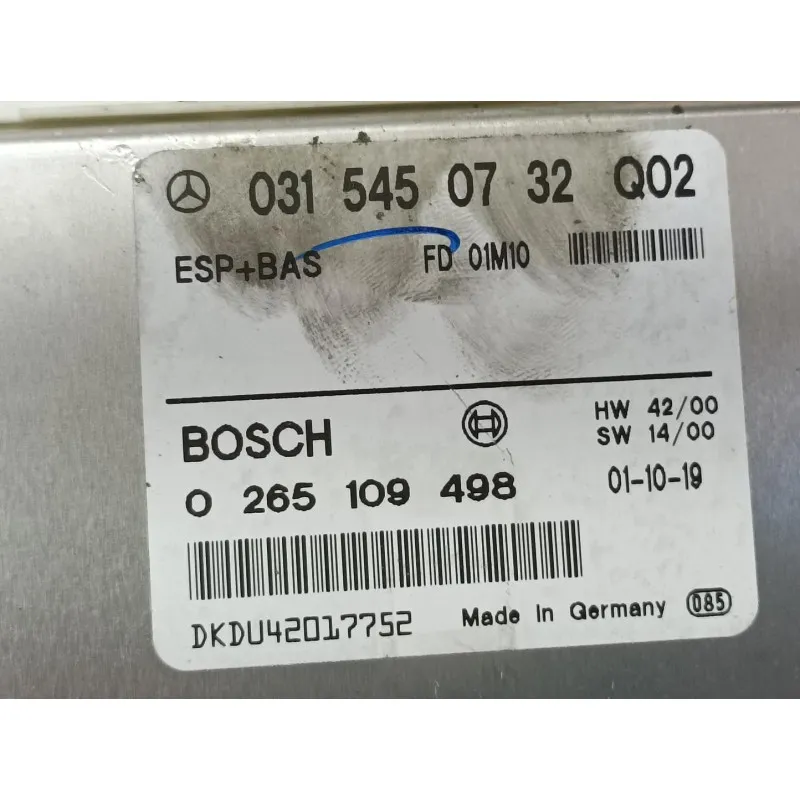 031 545 07 32 Q02
ESP+BAS FD 01M10
BOSCH HW 42/00
SW 14/00
0 265 109 498 01-10-19
DKDU42017752 Made in Germany 085